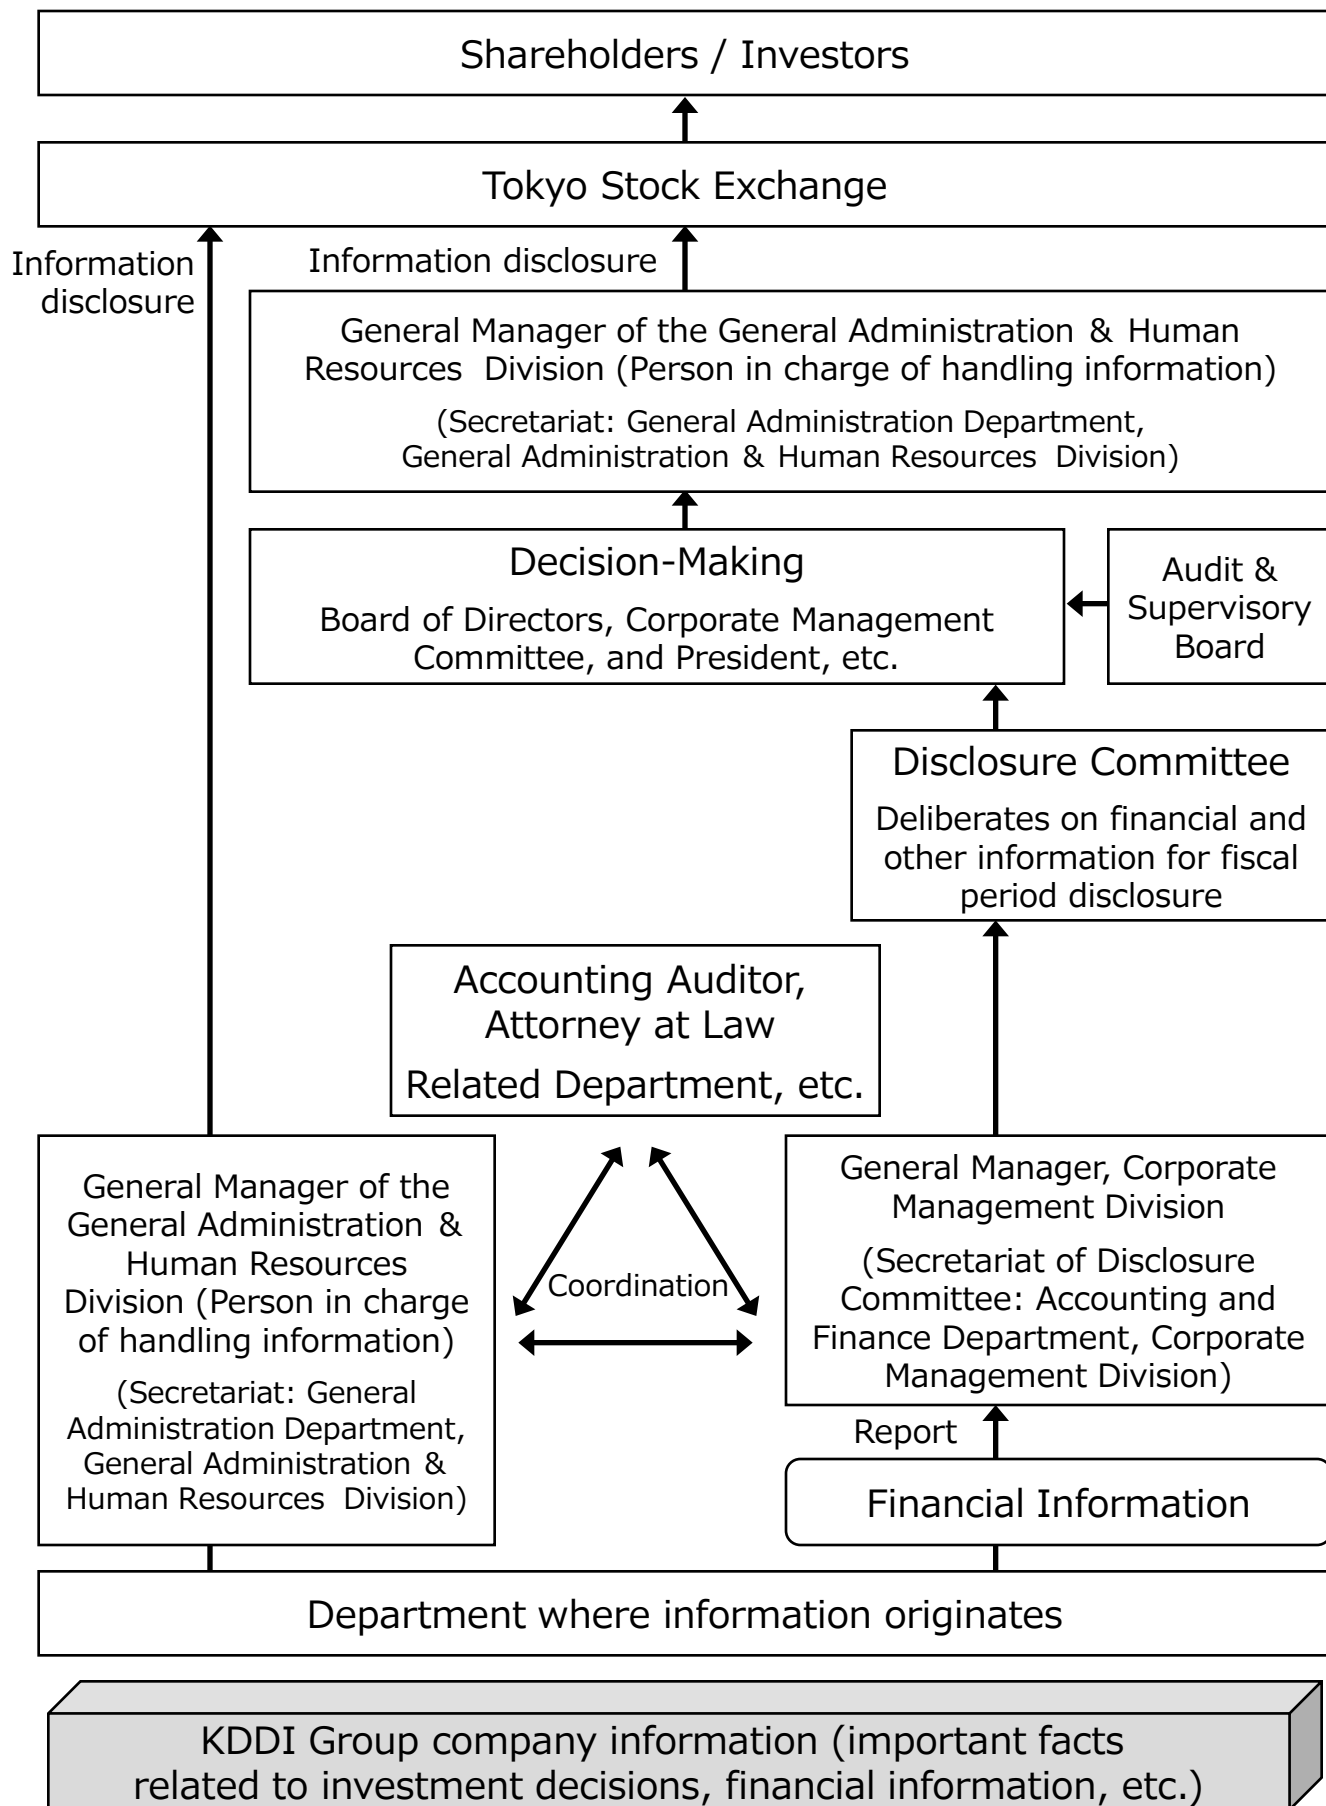 Shareholders / Investors
Tokyo Stock Exchange
Information
disclosure
Information disclosure
General Manager of the General Administration & Human
Resources Division (Person in charge of handling information)
(Secretariat: General Administration Department,
General Administration & Human Resources Division)
Decision-Making
Board of Directors, Corporate Management
Committee, and President, etc.
Audit &
Supervisory
Board
Disclosure Committee
Deliberates on financial and
other information for fiscal
period disclosure
Accounting Auditor,
Attorney at Law
Related Department, etc.
General Manager of the
General Administration &
Human Resources
Division (Person in charge
of handling information)
(Secretariat: General
Administration Department,
General Administration &
Human Resources Division)
Coordination
General Manager, Corporate
Management Division
(Secretariat of Disclosure
Committee: Accounting and
Finance Department, Corporate
Management Division)
Report
Financial Information
Department where information originates
KDDI Group company information (important facts
related to investment decisions, financial information, etc.)